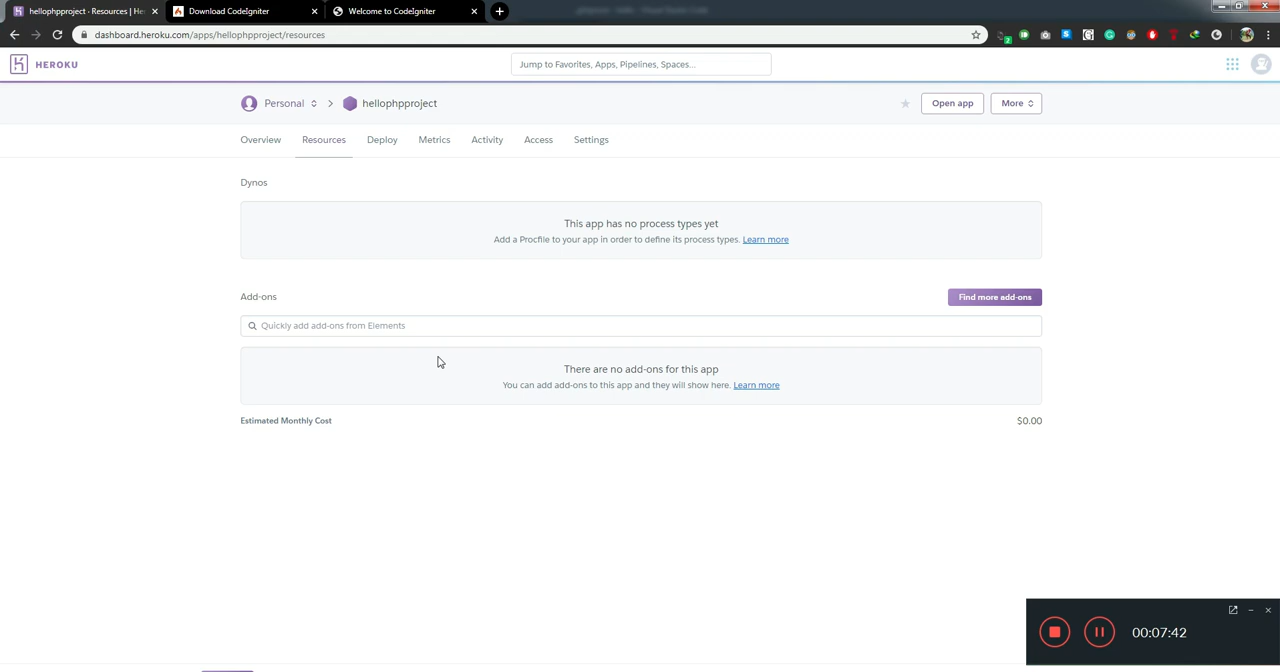 hellophpproject · Resources | Her
Download CodeIgniter
Welcome to CodeIgniter
dashboard.heroku.com/apps/hellophpproject/resources
2
HEROKU
Jump to Favorites, Apps, Pipelines, Spaces...
Personal
hellophpproject
Open app
More
Overview
Resources
Deploy
Metrics
Activity
Access
Settings
Dynos
This app has no process types yet
Add a Procfile to your app in order to define its process types. Learn more
Add-ons
Find more add-ons
Quickly add add-ons from Elements
There are no add-ons for this app
You can add add-ons to this app and they will show here. Learn more
Estimated Monthly Cost
$0.00
00:07:42